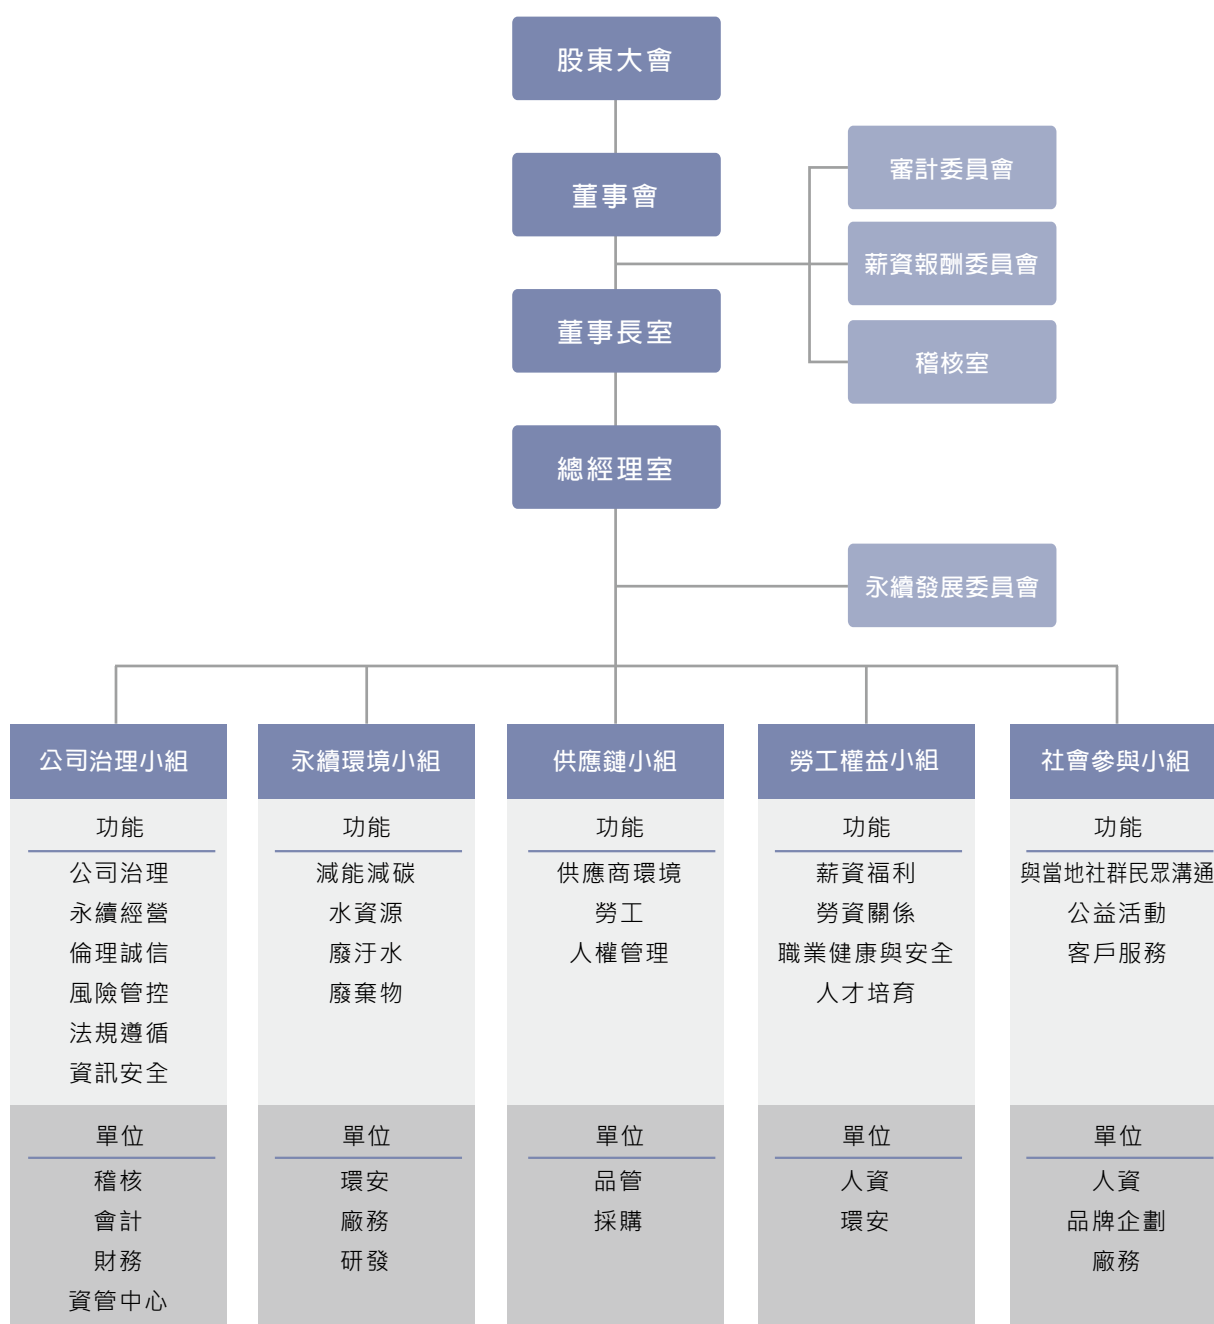 股東大會
董事會
審計委員會
薪資報酬委員會
董事長室
稽核室
總經理室
永續發展委員會
公司治理小組
功能
公司治理
永續經營
倫理誠信
風險管控
法規遵循
資訊安全
單位
稽核
會計
財務
資管中心
永續環境小組
功能
減能減碳
水資源
廢汙水
廢棄物
單位
環安
廠務
研發
供應鏈小組
功能
供應商環境
勞工
人權管理
單位
品管
採購
勞工權益小組
功能
薪資福利
勞資關係
職業健康與安全
人才培育
單位
人資
環安
社會參與小組
功能
與當地社群民眾溝通
公益活動
客戶服務
單位
人資
品牌企劃
廠務